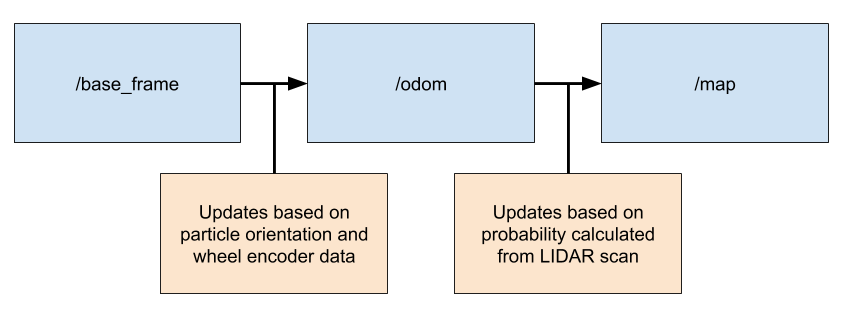 /base_frame
/odom
/map
Updates based on
particle orientation and
wheel encoder data
Updates based on
probability calculated
from LIDAR scan